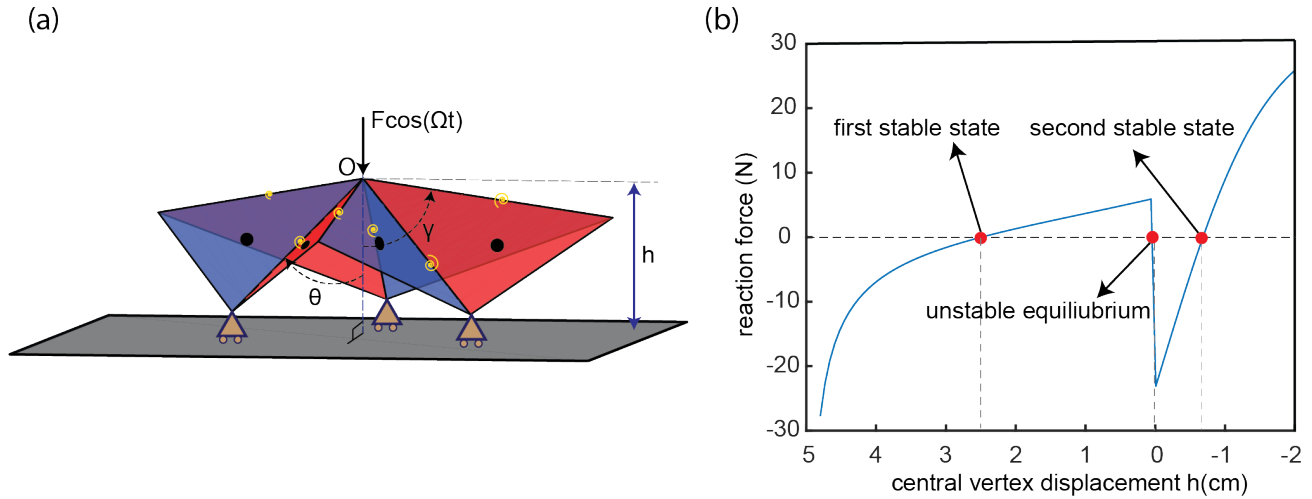 (a)
Fcos(Ωt)
O
γ
h
θ
(b)
30
20
10
0
-10
-20
-30
reaction force (N)
first stable state
second stable state
unstable equiliubrium
5
4
3
2
1
0
-1
-2
central vertex displacement h(cm)